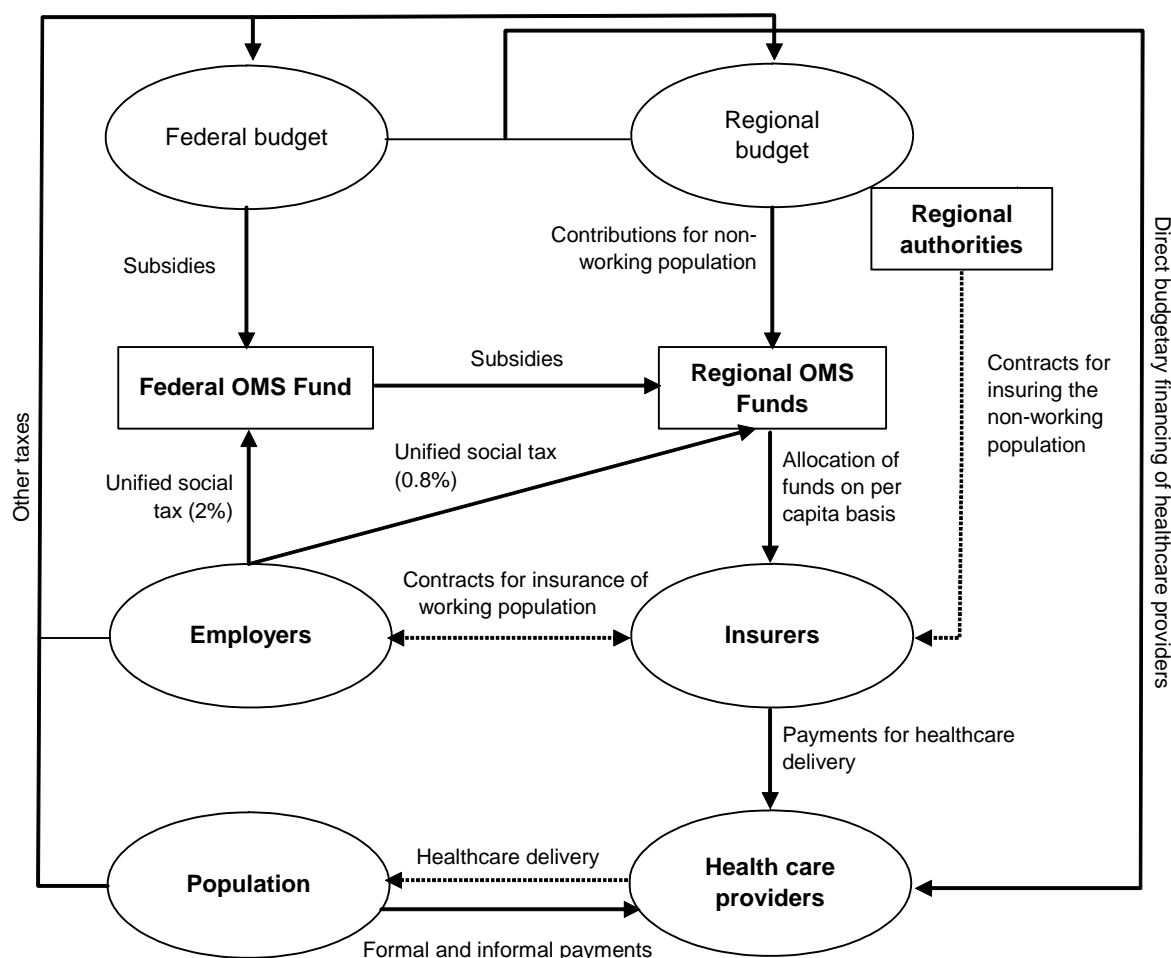 Federal budget
Regional
budget
Regional
authorities
Subsidies
Contributions for non-
working population
Direct budgetary financing of healthcare providers
Federal OMS Fund
Subsidies
Regional OMS
Funds
Contracts for
insuring the
non-working
population
Other taxes
Unified social
tax (2%)
Unified social tax
(0.8%)
Allocation of
funds on per
capita basis
Employers
Contracts for insurance of
working population
Insurers
Payments for healthcare
delivery
Population
Healthcare delivery
Health care
providers
Formal and informal payments